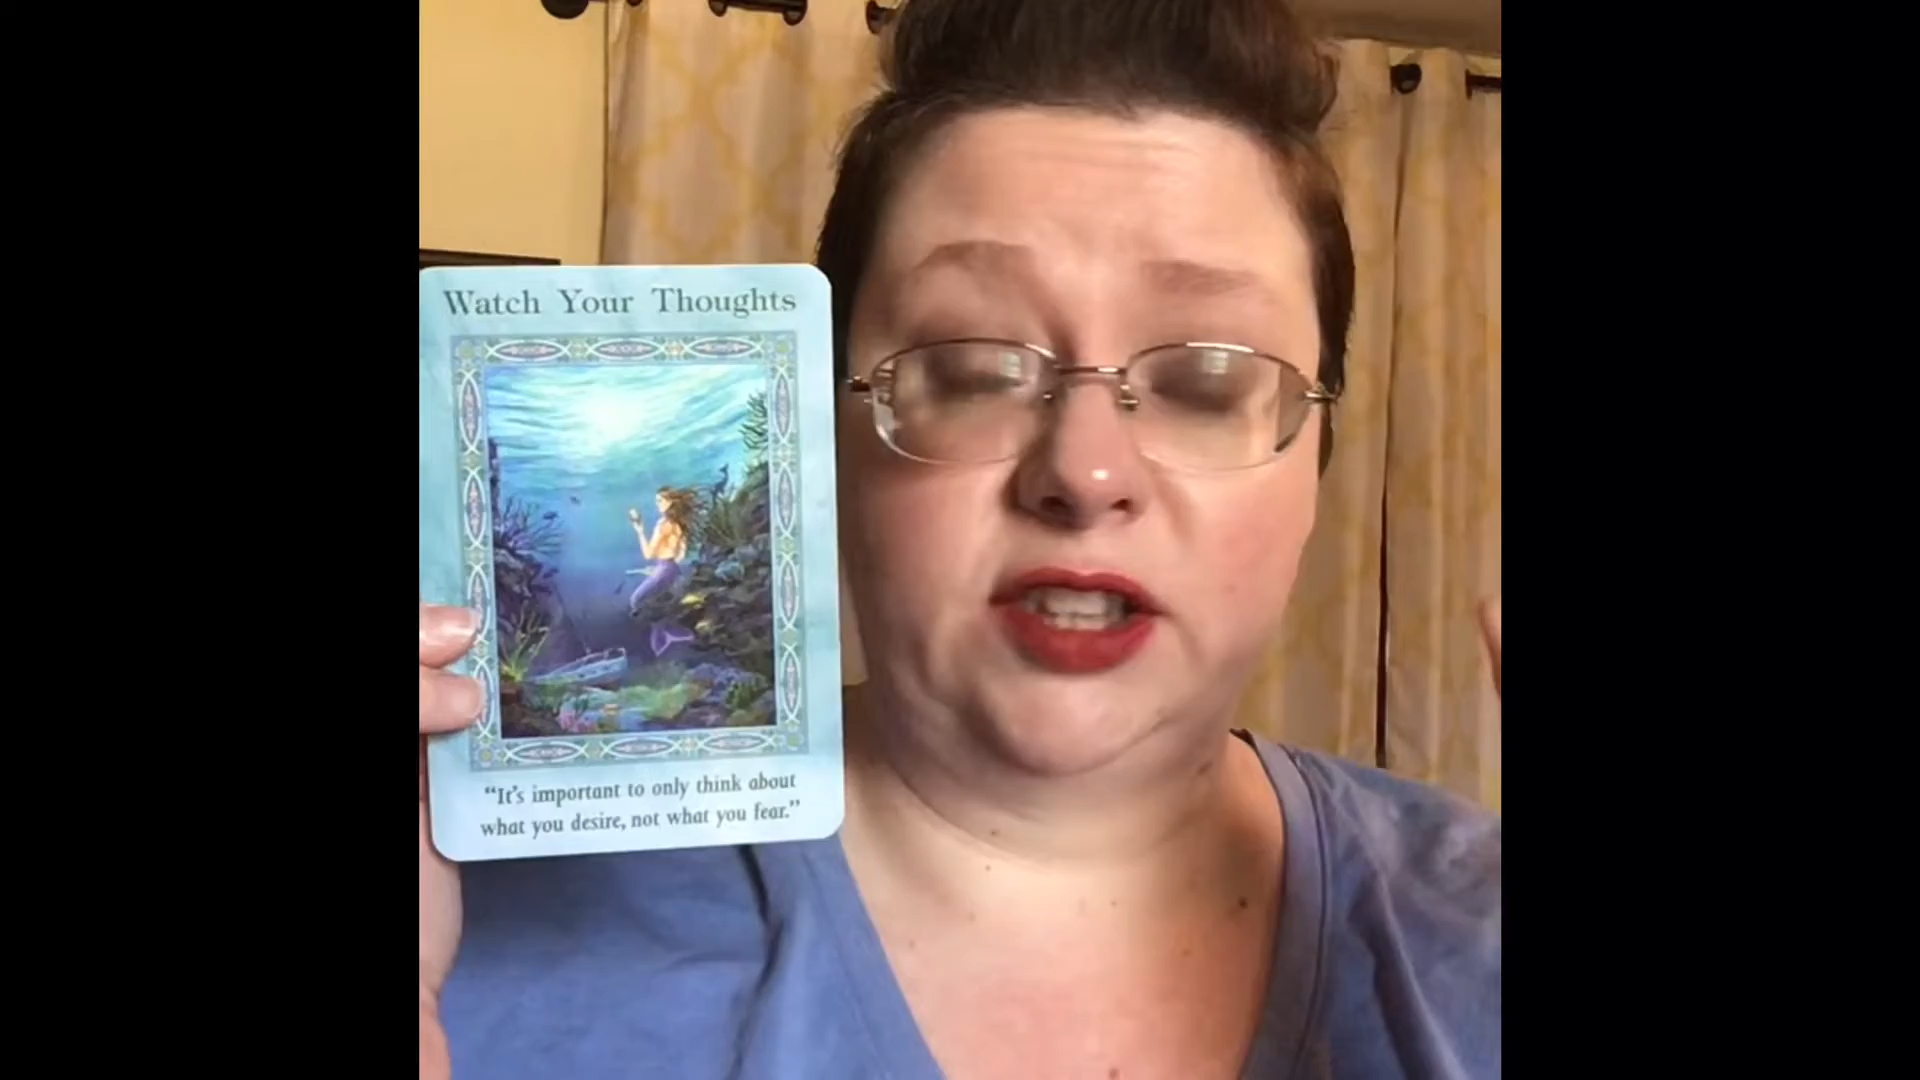 Watch Your Thoughts
“It's important to only think about
what you desire, not what you fear.”